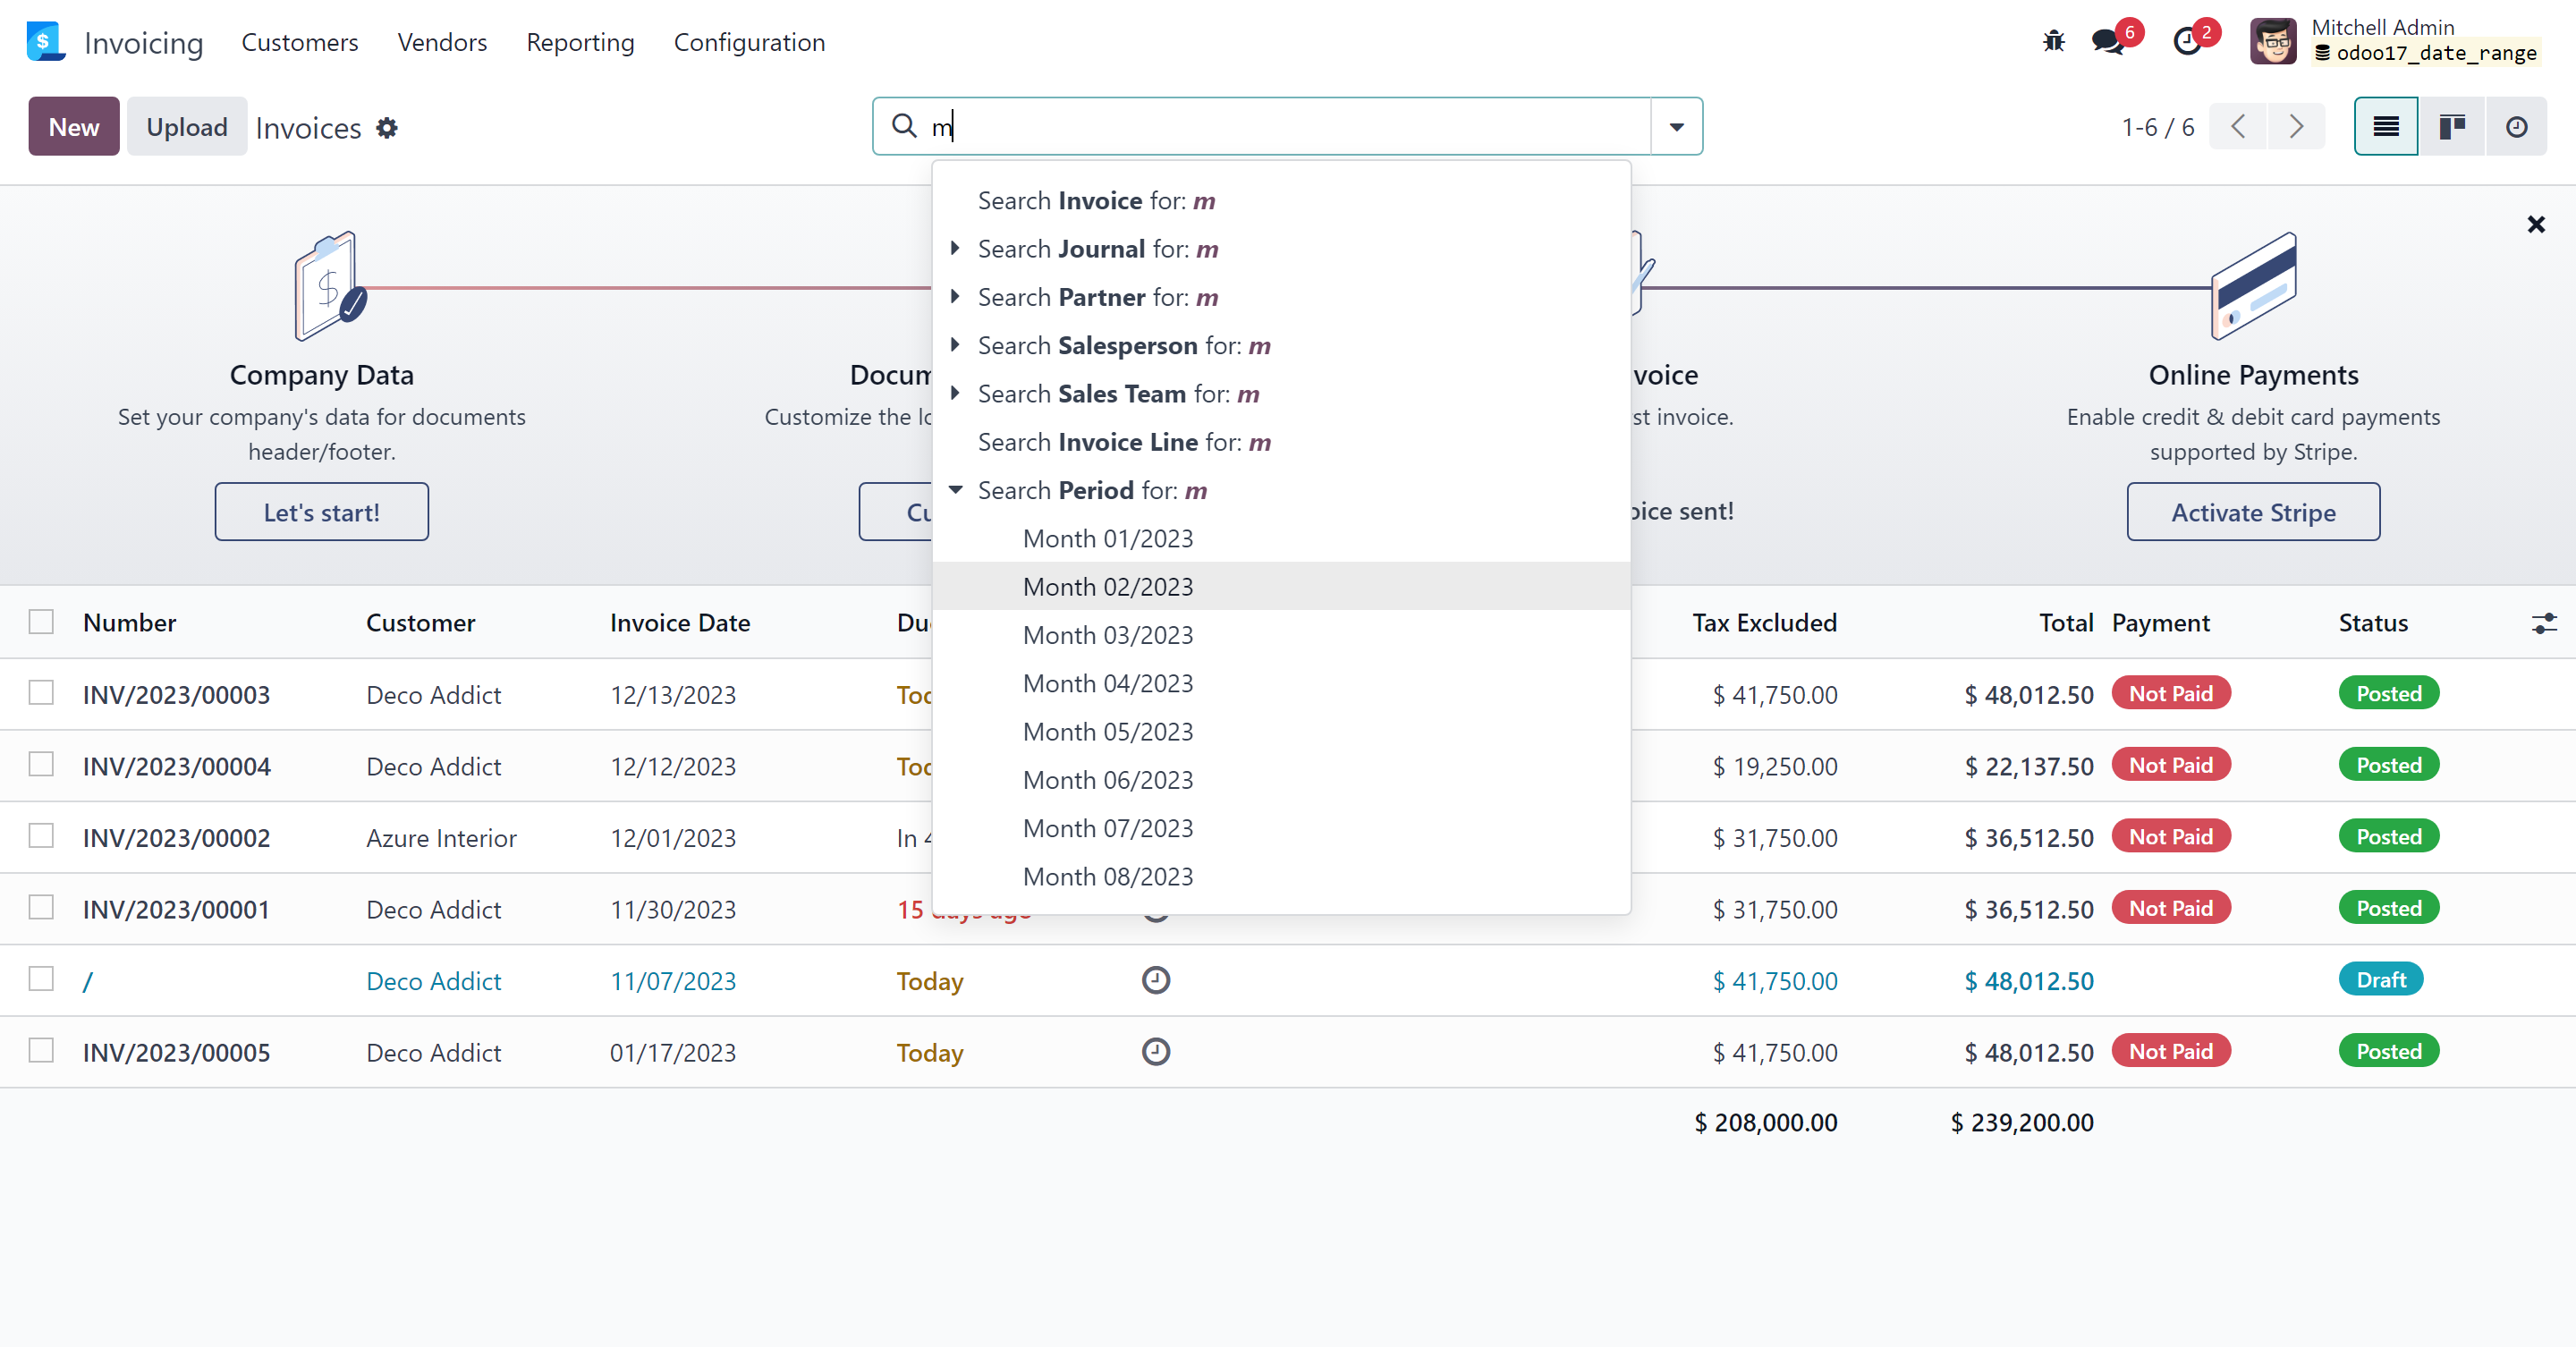 Invoicing Customers Vendors Reporting Configuration 6 2 Mitchell Admin
odoo17_date_range
New Upload Invoices m 1-6 / 6
Search Invoice for: m
Search Journal for: m
Search Partner for: m
Search Salesperson for: m
Search Sales Team for: m
Search Invoice Line for: m
Search Period for: m
Month 01/2023
Month 02/2023
Month 03/2023
Month 04/2023
Month 05/2023
Month 06/2023
Month 07/2023
Month 08/2023
Company Data
Set your company's data for documents
header/footer.
Let's start!
Customize the
st invoice.
sent!
Online Payments
Enable credit & debit card payments
supported by Stripe.
Activate Stripe
Number Customer Invoice Date Tax Excluded Total Payment Status
INV/2023/00003 Deco Addict 12/13/2023 $ 41,750.00 $ 48,012.50 Not Paid Posted
INV/2023/00004 Deco Addict 12/12/2023 $ 19,250.00 $ 22,137.50 Not Paid Posted
INV/2023/00002 Azure Interior 12/01/2023 In $ 31,750.00 $ 36,512.50 Not Paid Posted
INV/2023/00001 Deco Addict 11/30/2023 15 days ago $ 31,750.00 $ 36,512.50 Not Paid Posted
/ Deco Addict 11/07/2023 Today $ 41,750.00 $ 48,012.50 Draft
INV/2023/00005 Deco Addict 01/17/2023 Today $ 41,750.00 $ 48,012.50 Not Paid Posted
$ 208,000.00 $ 239,200.00